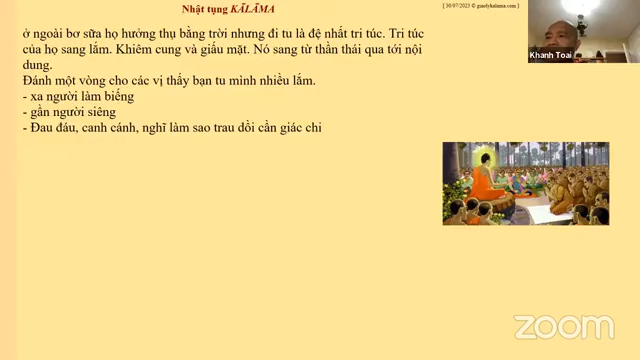 Nhật tụng KĀLĀMA
[ 30/07/2023 © giaolykalama.com ]
ở ngoài bơ sữa họ hưởng thụ bằng trời nhưng đi tu là đệ nhất tri túc. Tri túc
của họ sang lắm. Khiêm cung và giấu mặt. Nó sang từ thần thái qua tới nội
dung.
Đánh một vòng cho các vị thấy bạn tu mình nhiều lắm.
- xa người làm biếng
- gần người siêng
- Đau đáu, canh cánh, nghĩ làm sao trau dồi cần giác chi
Khanh Toai
zoom